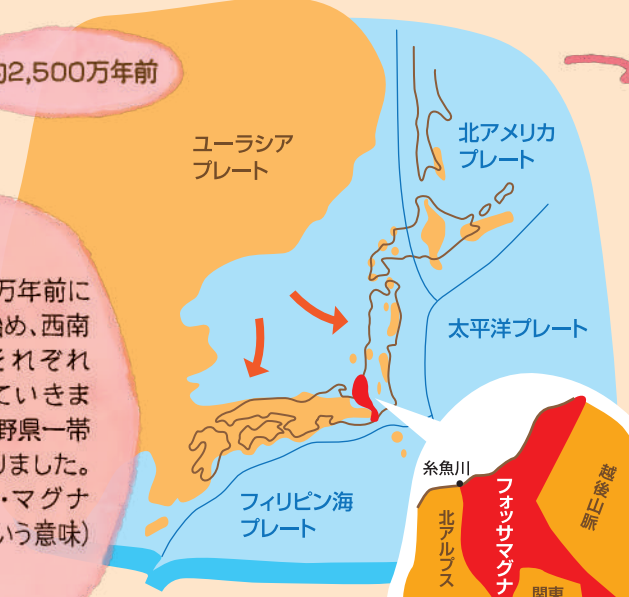 2,500万年前
ユーラシア
プレート
北アメリカ
プレート
太平洋プレート
フィリピン海
プレート
万年前に
め、西南
それぞれ
ていきま
野県一帯
りました。
・マグナ
いう意味)
糸魚川
フォッサマグナ
北アルプス
越後山脈
関東